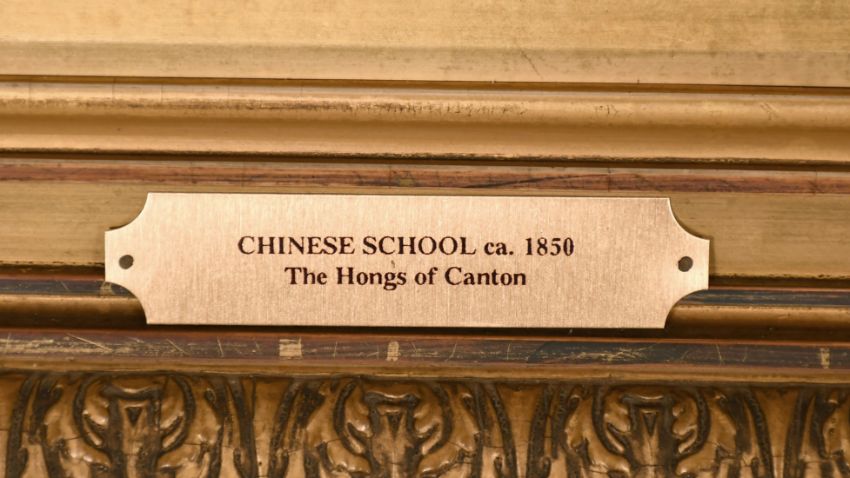 CHINESE SCHOOL ca. 1850
The Hongs of Canton